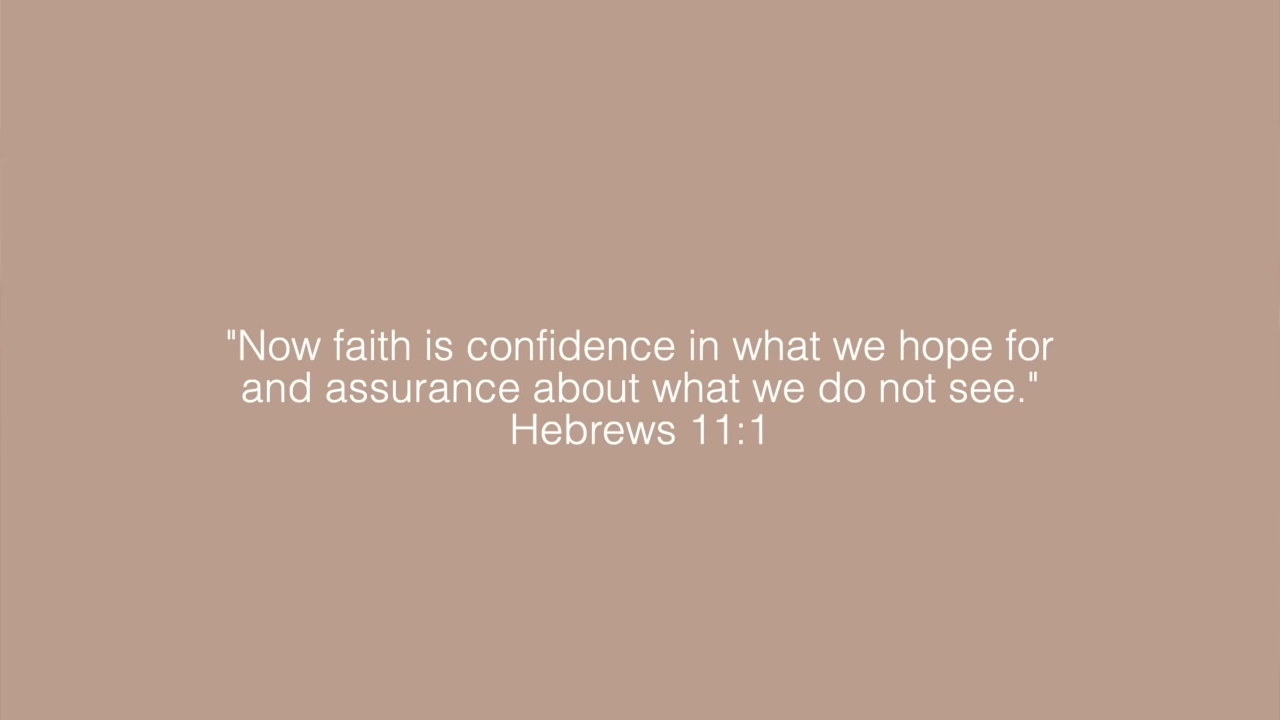 "Now faith is confidence in what we hope for
and assurance about what we do not see."
Hebrews 11:1